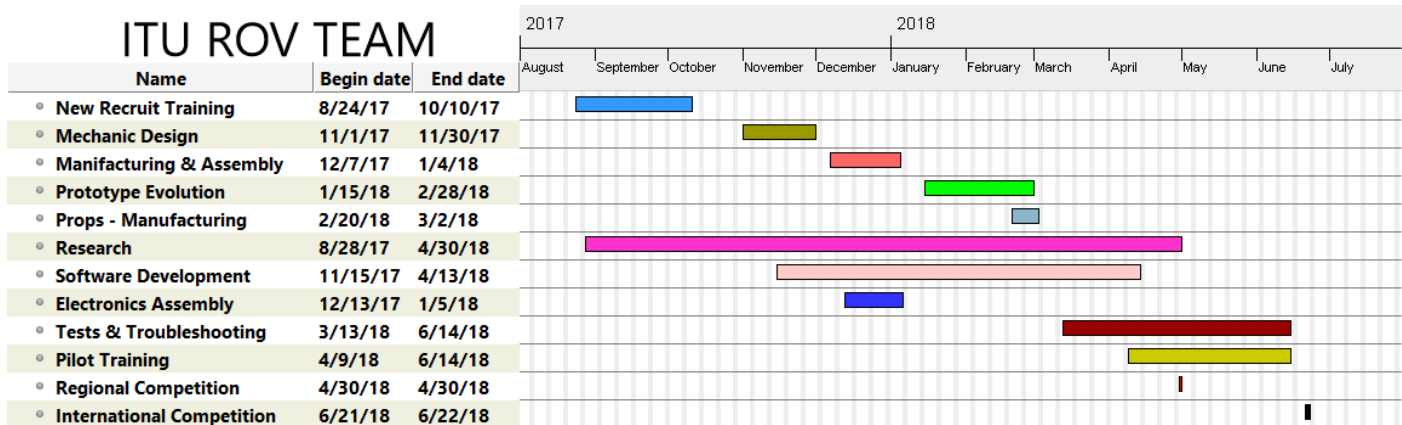 ITU ROV TEAM
2017 2018
Name Begin date End date
August September October November December January February March April May June July
New Recruit Training 8/24/17 10/10/17
Mechanic Design 11/1/17 11/30/17
Manifacturing & Assembly 12/7/17 1/4/18
Prototype Evolution 1/15/18 2/28/18
Props - Manufacturing 2/20/18 3/2/18
Research 8/28/17 4/30/18
Software Development 11/15/17 4/13/18
Electronics Assembly 12/13/17 1/5/18
Tests & Troubleshooting 3/13/18 6/14/18
Pilot Training 4/9/18 6/14/18
Regional Competition 4/30/18 4/30/18
International Competition 6/21/18 6/22/18